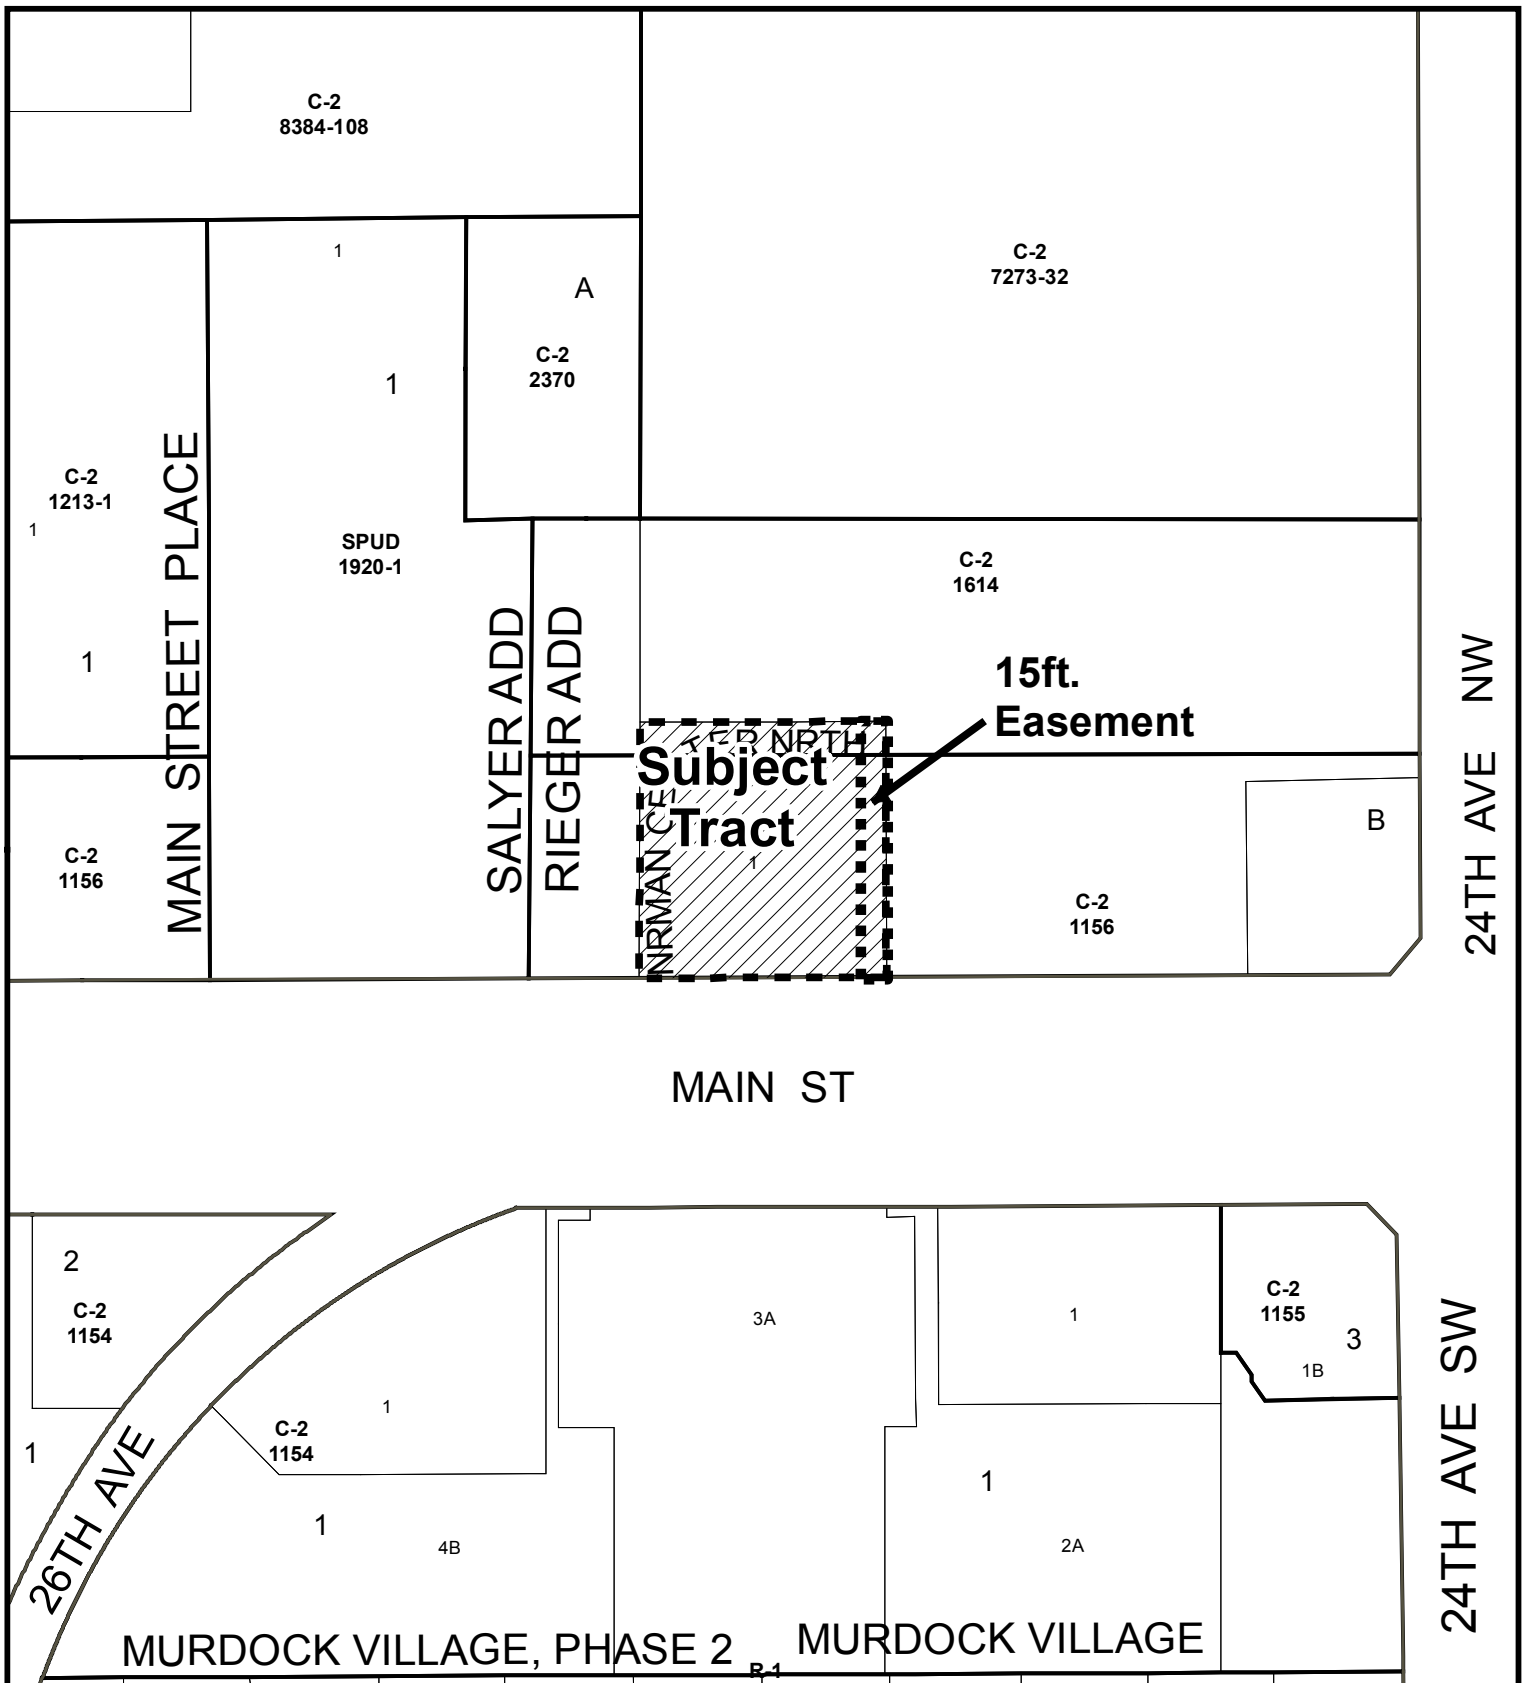 C-2
8384-108
C-2
7273-32
1
A
C-2
2370
1
C-2
1213-1
1
SPUD
1920-1
C-2
1614
1
MAIN STREET PLACE
SALYER ADD
RIEGER ADD
15ft.
Easement
24TH AVE NW
NRTH
Subject
Tract
NRMAN
1
B
C-2
1156
C-2
1156
MAIN ST
2
C-2
1154
3A
1
C-2
1155
3
1B
1
C-2
1154
1
1
1
4B
2A
26TH AVE
24TH AVE SW
MURDOCK VILLAGE, PHASE 2
MURDOCK VILLAGE
R-1